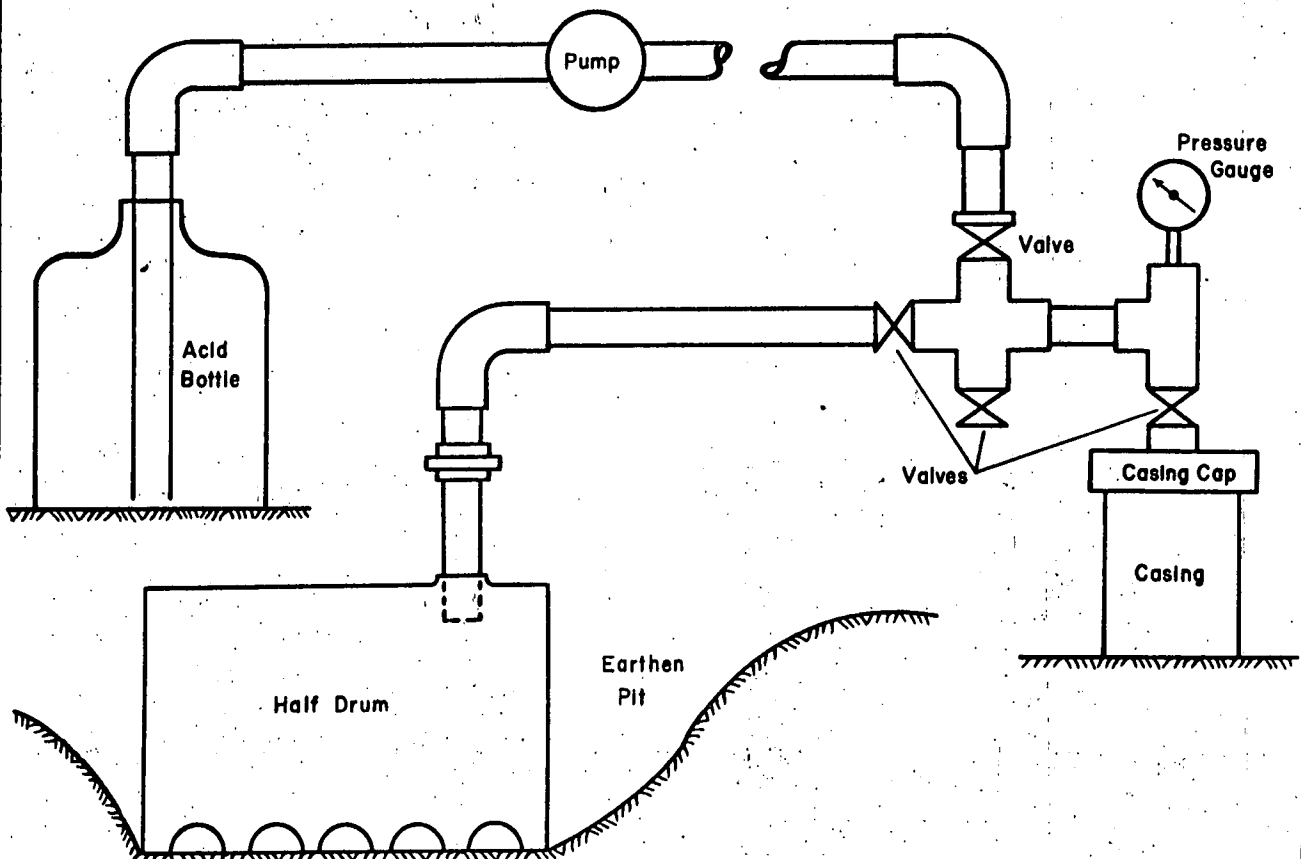 Pump
Pressure
Gauge
Valve
Acid
Bottle
Valves
Casing Cap
Casing
Earthen
Pit
Half Drum